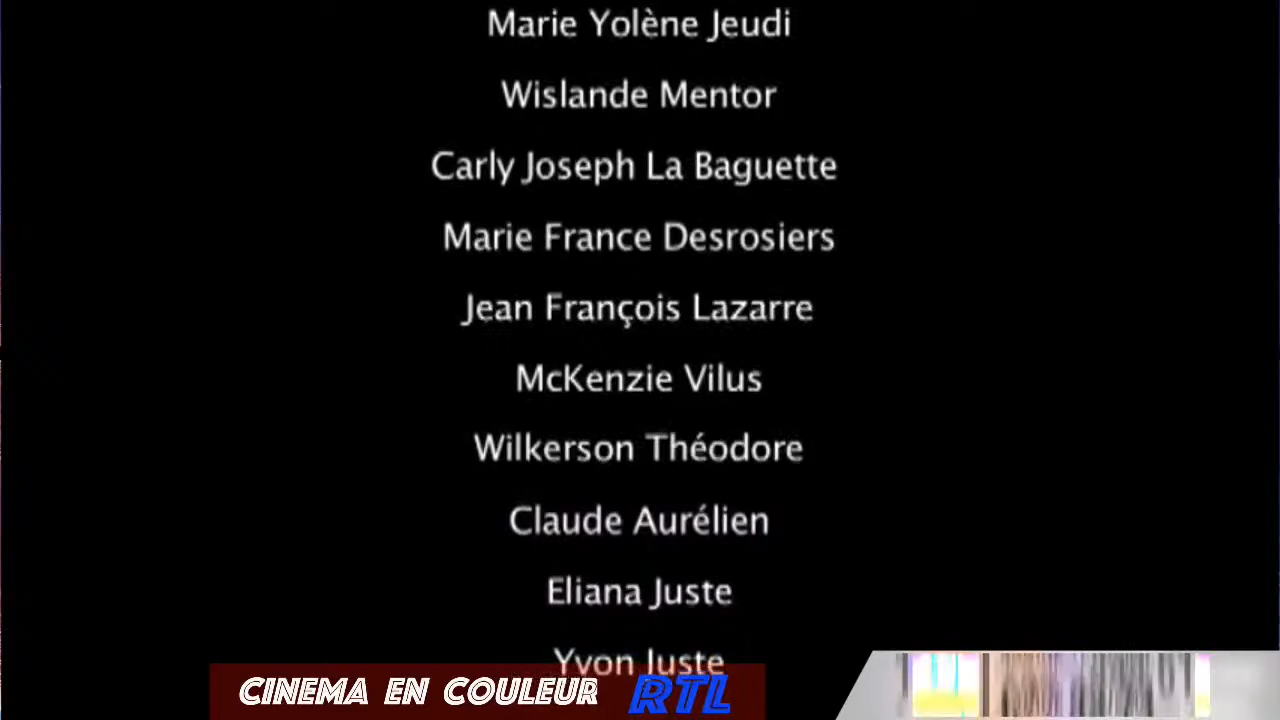 Marie Yolène Jeudi
Wislande Mentor
Carly Joseph La Baguette
Marie France Desrosiers
Jean François Lazarre
McKenzie Vilus
Wilkerson Théodore
Claude Aurélien
Eliana Juste
Yvon Juste
CINEMA EN COULEUR RTL